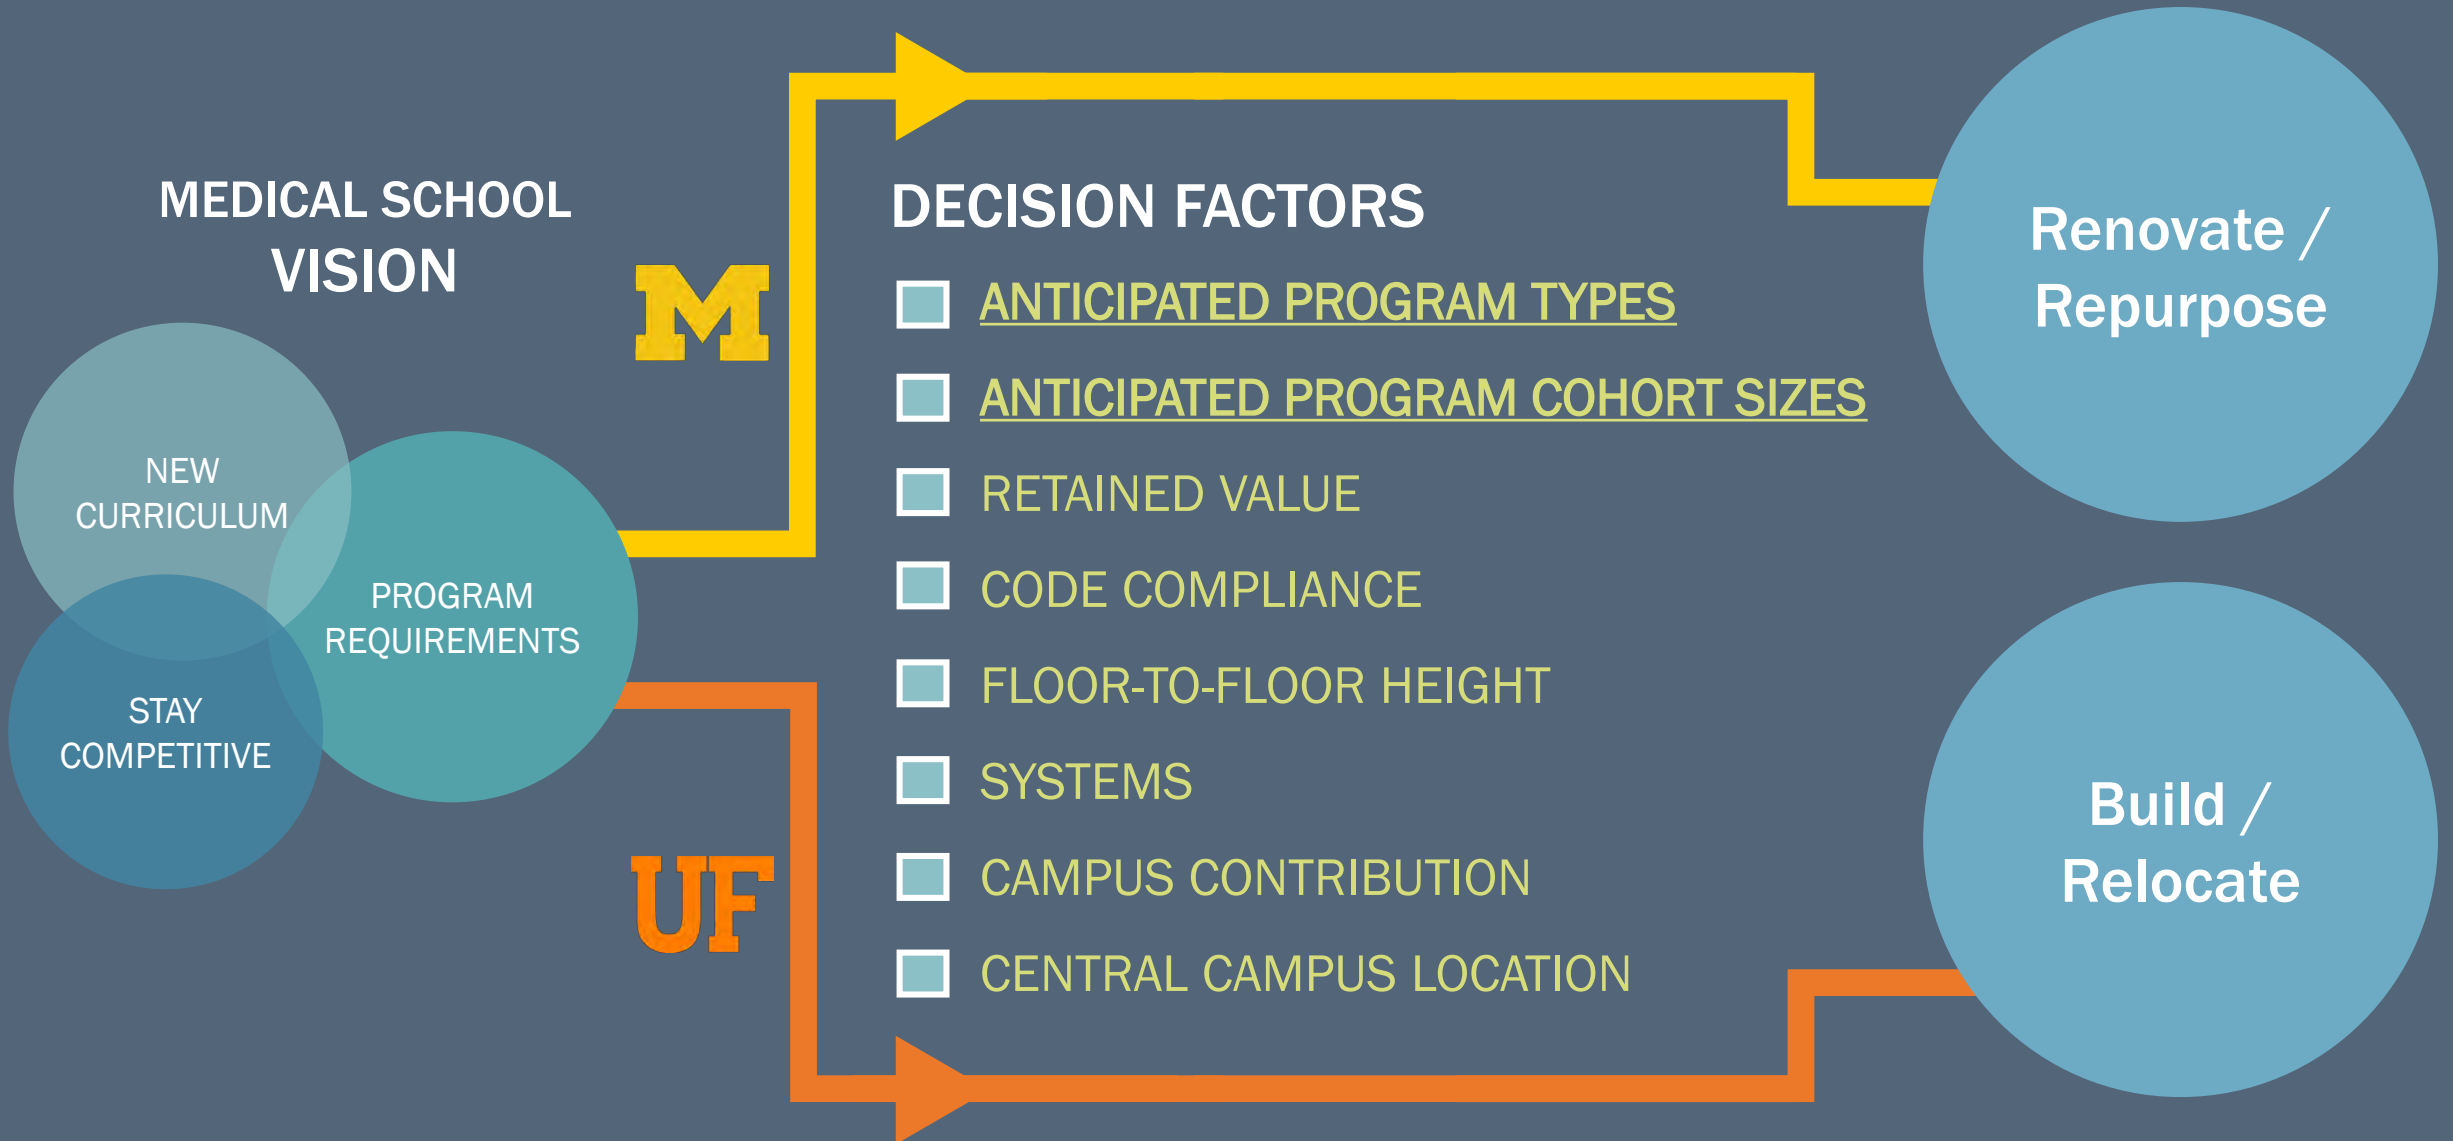 MEDICAL SCHOOL
VISION
NEW
CURRICULUM
PROGRAM
REQUIREMENTS
STAY
COMPETITIVE
M
UF
DECISION FACTORS
ANTICIPATED PROGRAM TYPES
ANTICIPATED PROGRAM COHORT SIZES
RETAINED VALUE
CODE COMPLIANCE
FLOOR-TO-FLOOR HEIGHT
SYSTEMS
CAMPUS CONTRIBUTION
CENTRAL CAMPUS LOCATION
Renovate /
Repurpose
Build /
Relocate